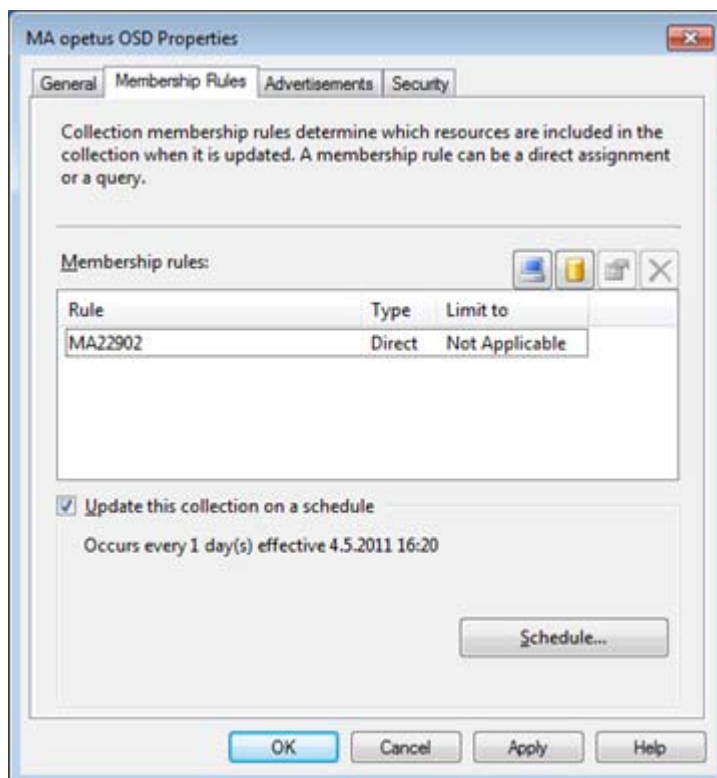 MA opetus OSD Properties
General Membership Rules Advertisements Security
Collection membership rules determine which resources are included in the
collection when it is updated. A membership rule can be a direct assignment
or a query.
Membership rules:
Rule Type Limit to
MA22902 Direct Not Applicable
Update this collection on a schedule
Occurs every 1 day(s) effective 4.5.2011 16:20
Schedule...
OK Cancel Apply Help